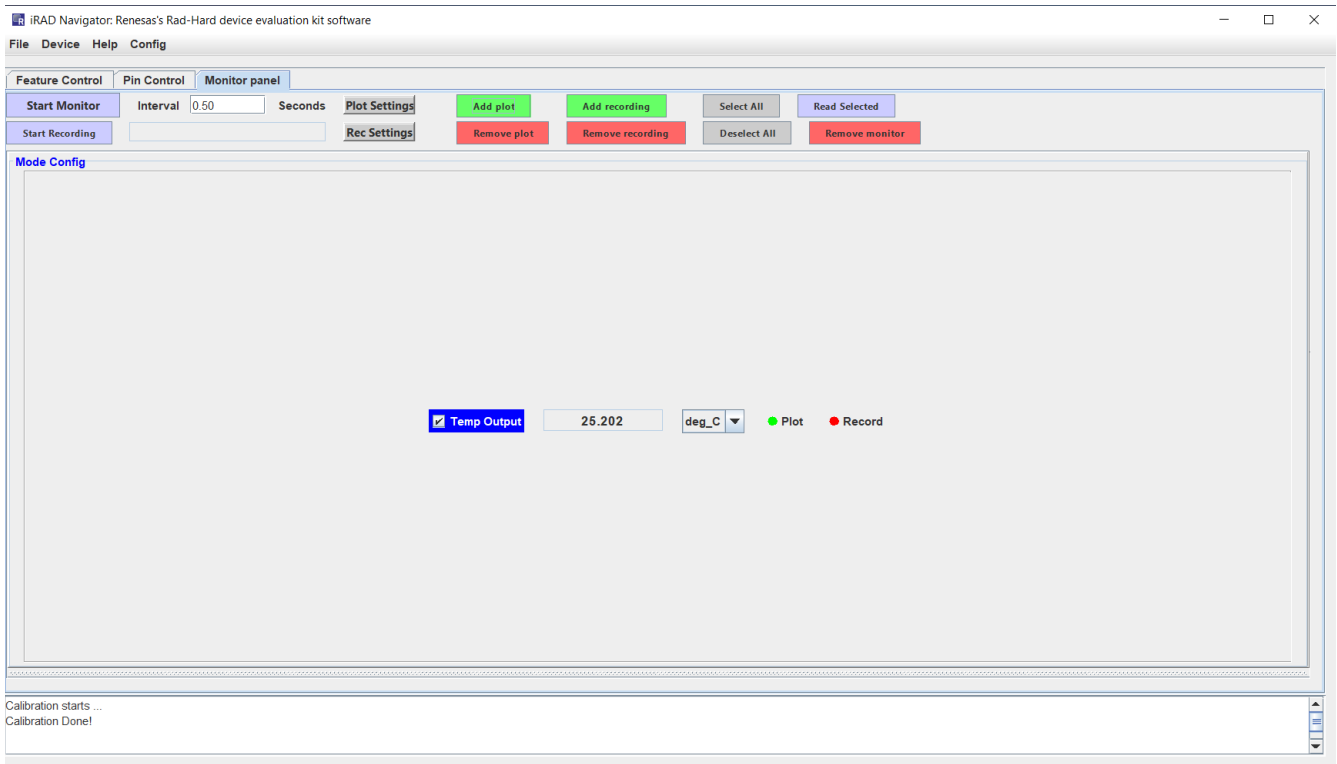 iRAD Navigator: Renesas's Rad-Hard device evaluation kit software
File Device Help Config
Feature Control Pin Control Monitor panel
Start Monitor Interval 0.50 Seconds Plot Settings Add plot Add recording Select All Read Selected
Start Recording Rec Settings Remove plot Remove recording Deselect All Remove monitor
Mode Config
Temp Output 25.202 deg_C Plot Record
Calibration starts ...
Calibration Done!